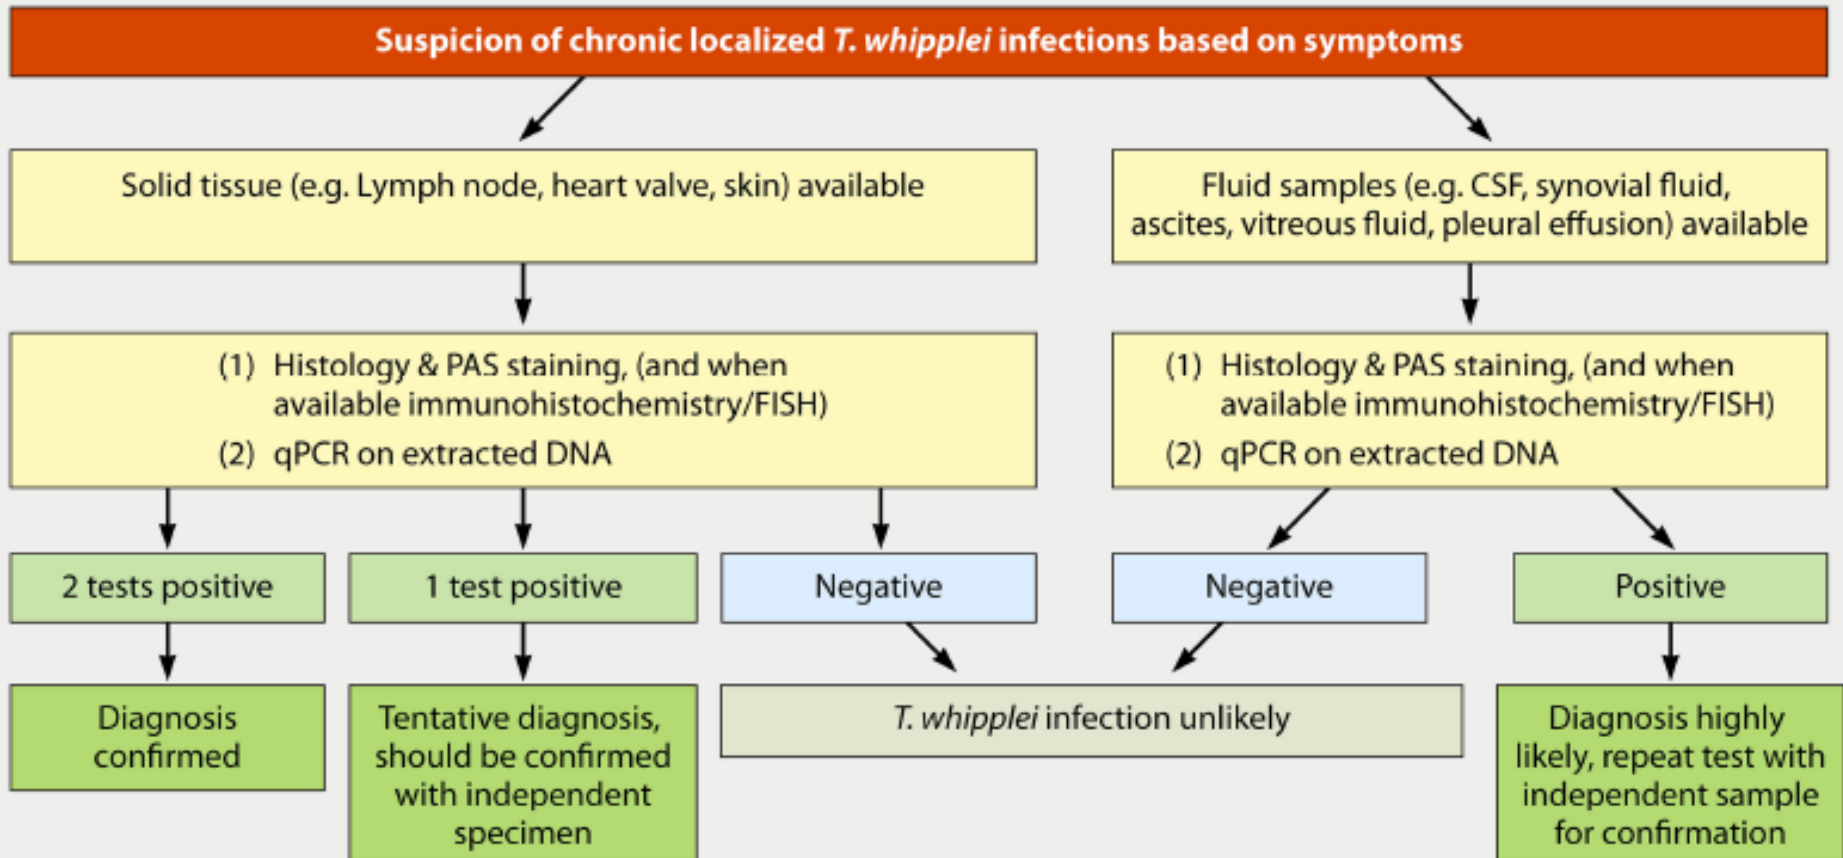 Suspicion of chronic localized T. whipplei infections based on symptoms
Solid tissue (e.g. Lymph node, heart valve, skin) available
Fluid samples (e.g. CSF, synovial fluid,
ascites, vitreous fluid, pleural effusion) available
(1) Histology & PAS staining, (and when
available immunohistochemistry/FISH)
(2) qPCR on extracted DNA
(1) Histology & PAS staining, (and when
available immunohistochemistry/FISH)
(2) qPCR on extracted DNA
2 tests positive
1 test positive
Negative
Negative
Positive
Diagnosis
confirmed
Tentative diagnosis,
should be confirmed
with independent
specimen
T. whipplei infection unlikely
Diagnosis highly
likely, repeat test with
independent sample
for confirmation